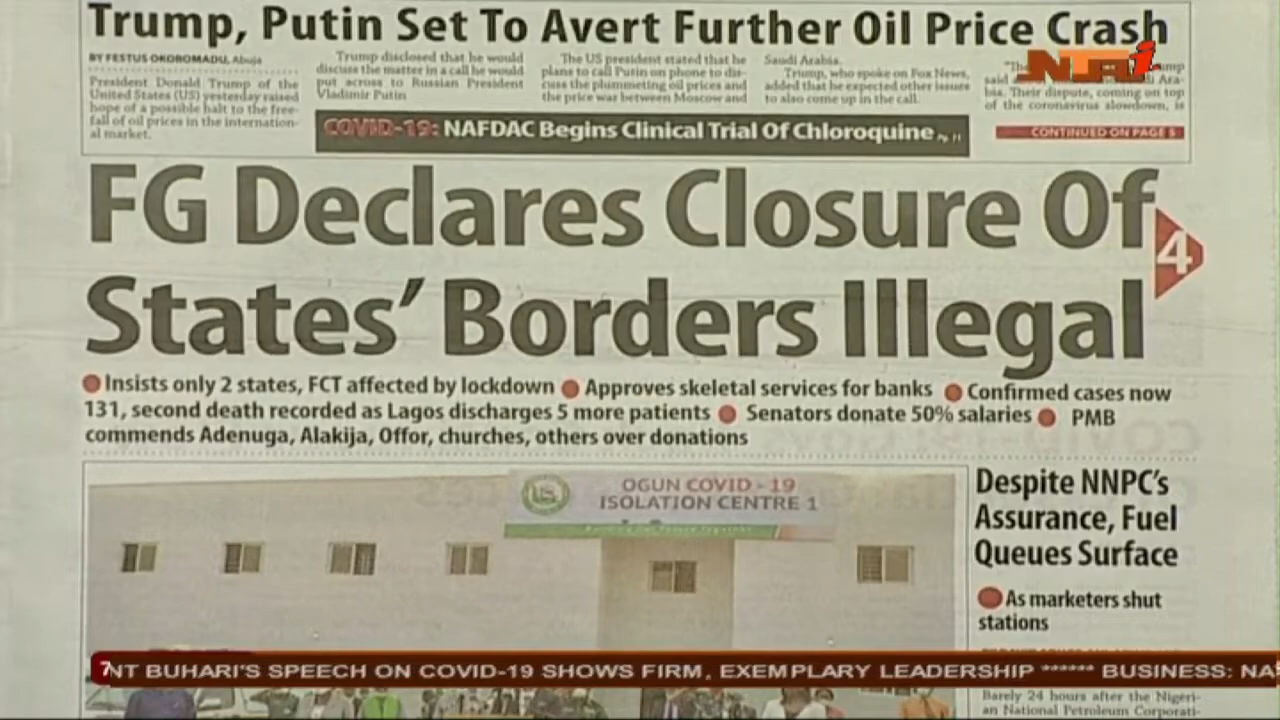 Trump, Putin Set To Avert Further Oil Price Crash
BY FESTUS OKOROMADU, Abuja
President Donald Trump of the
United States (US) yesterday raised
hope of a possible halt to the free-
fall of oil prices in the internation-
al market.
Trump disclosed that he would
discuss the matter in a call he would
put across to Russian President
Vladimir Putin
The US president stated that he
plans to call Putin on phone to dis-
cuss the plummeting oil prices and
the price war between Moscow and
Saudi Arabia.
Trump, who spoke on Fox News,
added that he expected other issues
to also come up in the call.
said
bia. Their dispute, coming on top
of the coronavirus slowdown, is
NTAi
COVID-19: NAFDAC Begins Clinical Trial Of Chloroquine Pg. 11
CONTINUED ON PAGE 5
FG Declares Closure Of
States' Borders Illegal
4
Insists only 2 states, FCT affected by lockdown Approves skeletal services for banks Confirmed cases now
131, second death recorded as Lagos discharges 5 more patients Senators donate 50% salaries PMB
commends Adenuga, Alakija, Offor, churches, others over donations
OGUN COVID - 19
ISOLATION CENTRE 1
Despite NNPC's
Assurance, Fuel
Queues Surface
As marketers shut
stations
NT BUHARI'S SPEECH ON COVID-19 SHOWS FIRM, EXEMPLARY LEADERSHIP ****** BUSINESS: NA
Barely 24 hours after the Nigeri-
an National Petroleum Corporati-